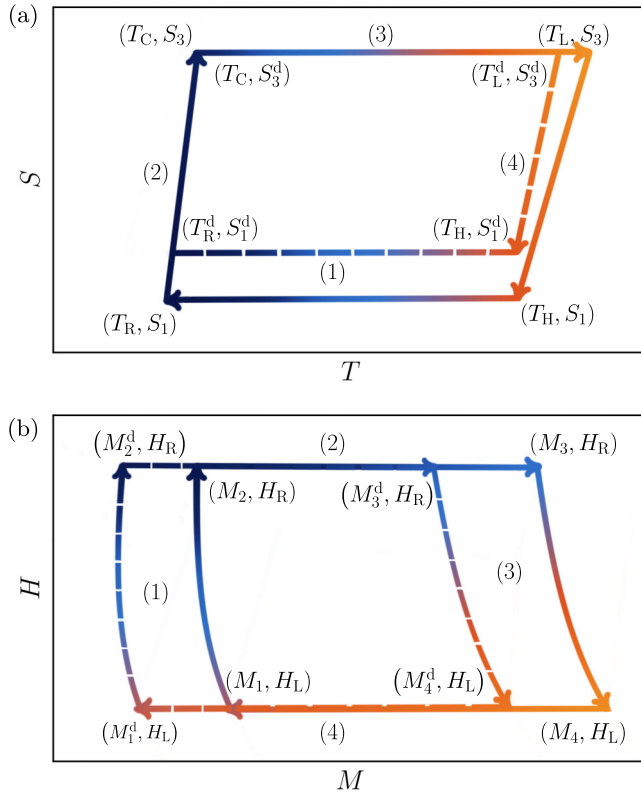 (a)
(T_C, S_3)
(3)
(T_L, S_3)
(T_C, S_3^d)
(T_L^d, S_3^d)
(2)
(4)
S
(T_R^d, S_1^d)
(T_H, S_1^d)
(1)
(T_R, S_1)
(T_H, S_1)
T
(b)
(M_2^d, H_R)
(2)
(M_3, H_R)
(M_2, H_R)
(M_3^d, H_R)
(1)
(3)
H
(M_1, H_L)
(M_4^d, H_L)
(M_1^d, H_L)
(4)
(M_4, H_L)
M